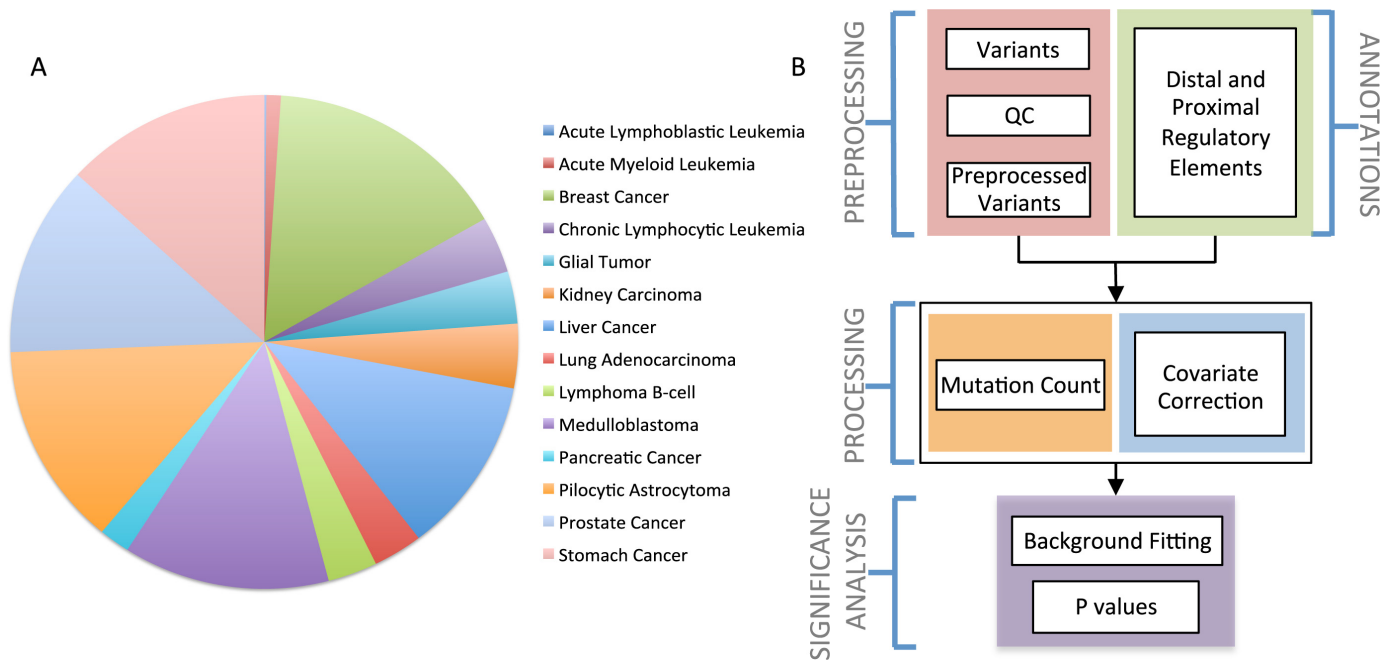 A
Acute Lymphoblastic Leukemia
Acute Myeloid Leukemia
Breast Cancer
Chronic Lymphocytic Leukemia
Glial Tumor
Kidney Carcinoma
Liver Cancer
Lung Adenocarcinoma
Lymphoma B-cell
Medulloblastoma
Pancreatic Cancer
Pilocytic Astrocytoma
Prostate Cancer
Stomach Cancer
B
PREPROCESSING
Variants
QC
Preprocessed
Variants
Distal and
Proximal
Regulatory
Elements
ANNOTATIONS
PROCESSING
Mutation Count
Covariate
Correction
SIGNIFICANCE
ANALYSIS
Background Fitting
P values